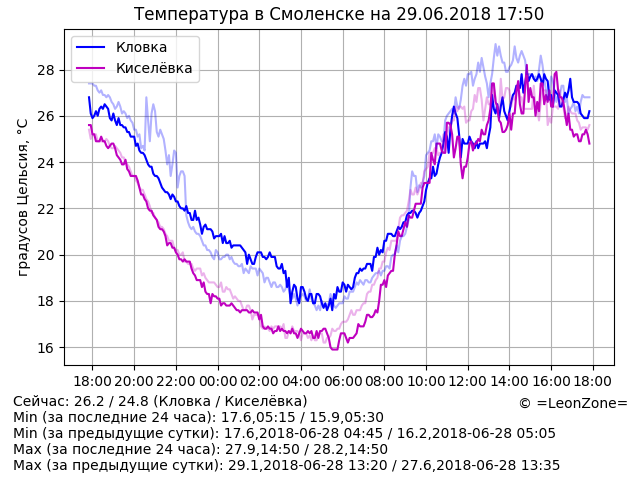 Температура в Смоленске на 29.06.2018 17:50
Кловка
Киселёвка
градусов Цельсия, °C
28
26
24
22
20
18
16
18:00 20:00 22:00 00:00 02:00 04:00 06:00 08:00 10:00 12:00 14:00 16:00 18:00
Сейчас: 26.2 / 24.8 (Кловка / Киселёвка)
© =LeonZone=
Min (за последние 24 часа): 17.6,05:15 / 15.9,05:30
Min (за предыдущие сутки): 17.6,2018-06-28 04:45 / 16.2,2018-06-28 05:05
Max (за последние 24 часа): 27.9,14:50 / 28.2,14:50
Max (за предыдущие сутки): 29.1,2018-06-28 13:20 / 27.6,2018-06-28 13:35